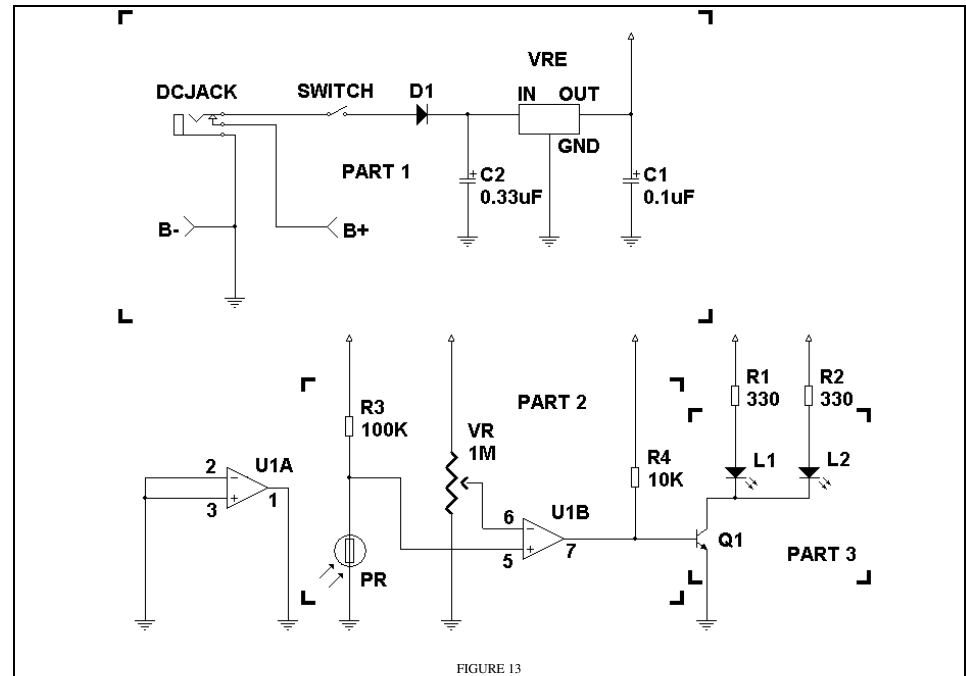 VRE
DCJACK SWITCH D1 IN OUT
GND
PART 1 C2 C1
0.33uF 0.1uF
B- B+
R1 R2
330 330
PART 2
R3
100K
VR
1M
R4
10K
L1 L2
U1A
2
3
1
U1B
6
5
7
Q1
PART 3
PR
FIGURE 13